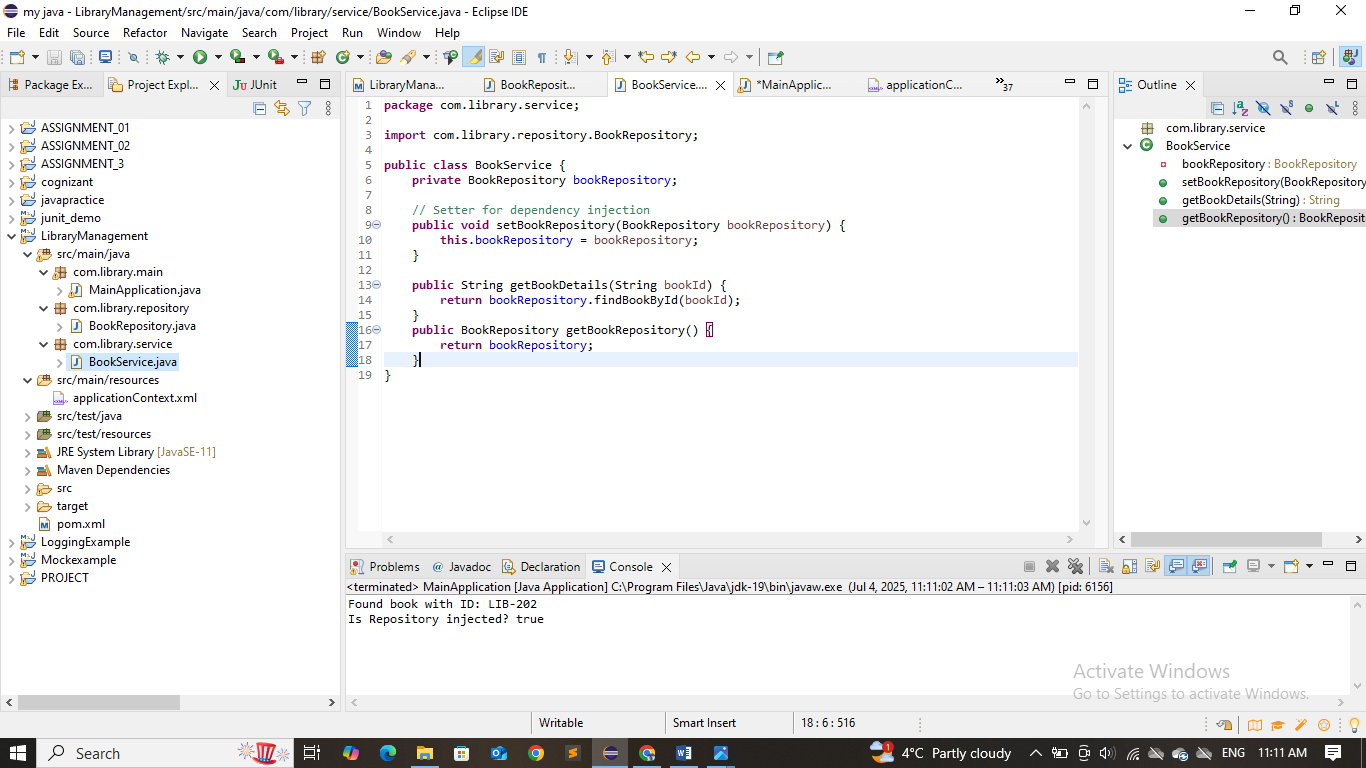 my java - LibraryManagement/src/main/java/com/library/service/BookService.java - Eclipse IDE
File Edit Source Refactor Navigate Search Project Run Window Help
Package Ex... Project Expl... JUnit
ASSIGNMENT_01
ASSIGNMENT_02
ASSIGNMENT_3
cognizant
javapractice
junit_demo
LibraryManagement
src/main/java
com.library.main
MainApplication.java
com.library.repository
BookRepository.java
com.library.service
BookService.java
src/main/resources
applicationContext.xml
src/test/java
src/test/resources
JRE System Library [JavaSE-11]
Maven Dependencies
src
target
pom.xml
LoggingExample
Mockexample
PROJECT
LibraryMana... BookReposit... BookService.... *MainApplic... applicationC... »37
1 package com.library.service;
2
3 import com.library.repository.BookRepository;
4
5 public class BookService {
6 private BookRepository bookRepository;
7
8 // Setter for dependency injection
9 public void setBookRepository(BookRepository bookRepository) {
10 this.bookRepository = bookRepository;
11 }
12
13 public String getBookDetails(String bookId) {
14 return bookRepository.findBookById(bookId);
15 }
16 public BookRepository getBookRepository() {
17 return bookRepository;
18 }
19 }
Outline
com.library.service
BookService
bookRepository : BookRepository
setBookRepository(BookRepository
getBookDetails(String) : String
getBookRepository() : BookReposit
Problems Javadoc Declaration Console
<terminated> MainApplication [Java Application] C:\Program Files\Java\jdk-19\bin\javaw.exe (Jul 4, 2025, 11:11:02 AM – 11:11:03 AM) [pid: 6156]
Found book with ID: LIB-202
Is Repository injected? true
Activate Windows
Go to Settings to activate Windows.
Writable Smart Insert 18 : 6 : 516
Search 1 4°C Partly cloudy ENG 11:11 AM